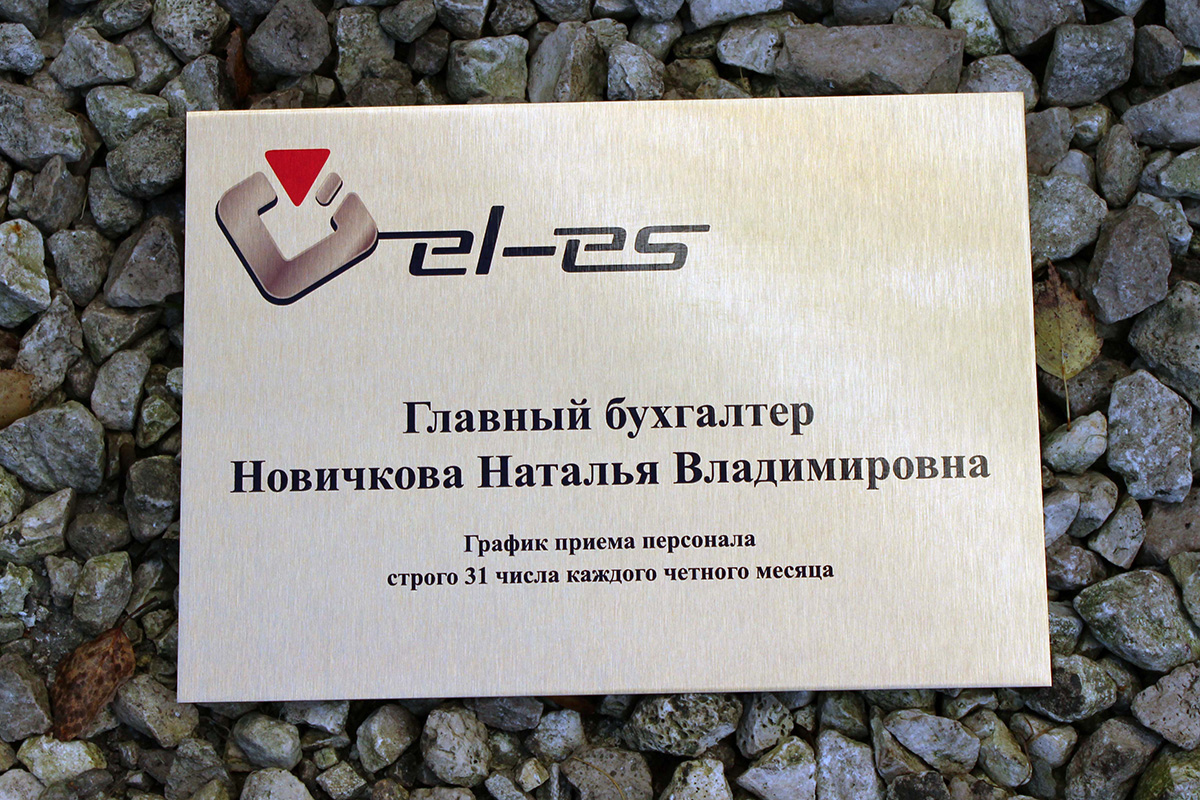 el-es
Главный бухгалтер
Новичкова Наталья Владимировна
График приема персонала
строго 31 числа каждого четного месяца